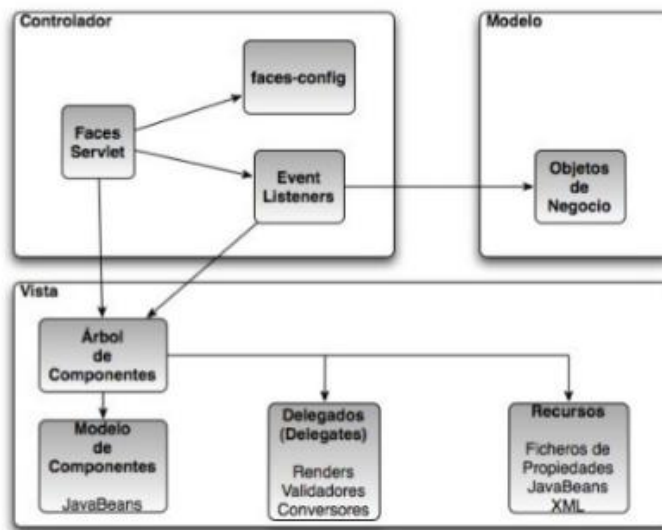 Controlador
Modelo
faces-config
Faces
Servlet
Event
Listeners
Objetos
de
Negocio
Vista
Árbol
de
Componentes
Modelo
de
Componentes
JavaBeans
Delegados
(Delegates)
Renders
Validadores
Conversores
Recursos
Ficheros de
Propiedades
JavaBeans
XML